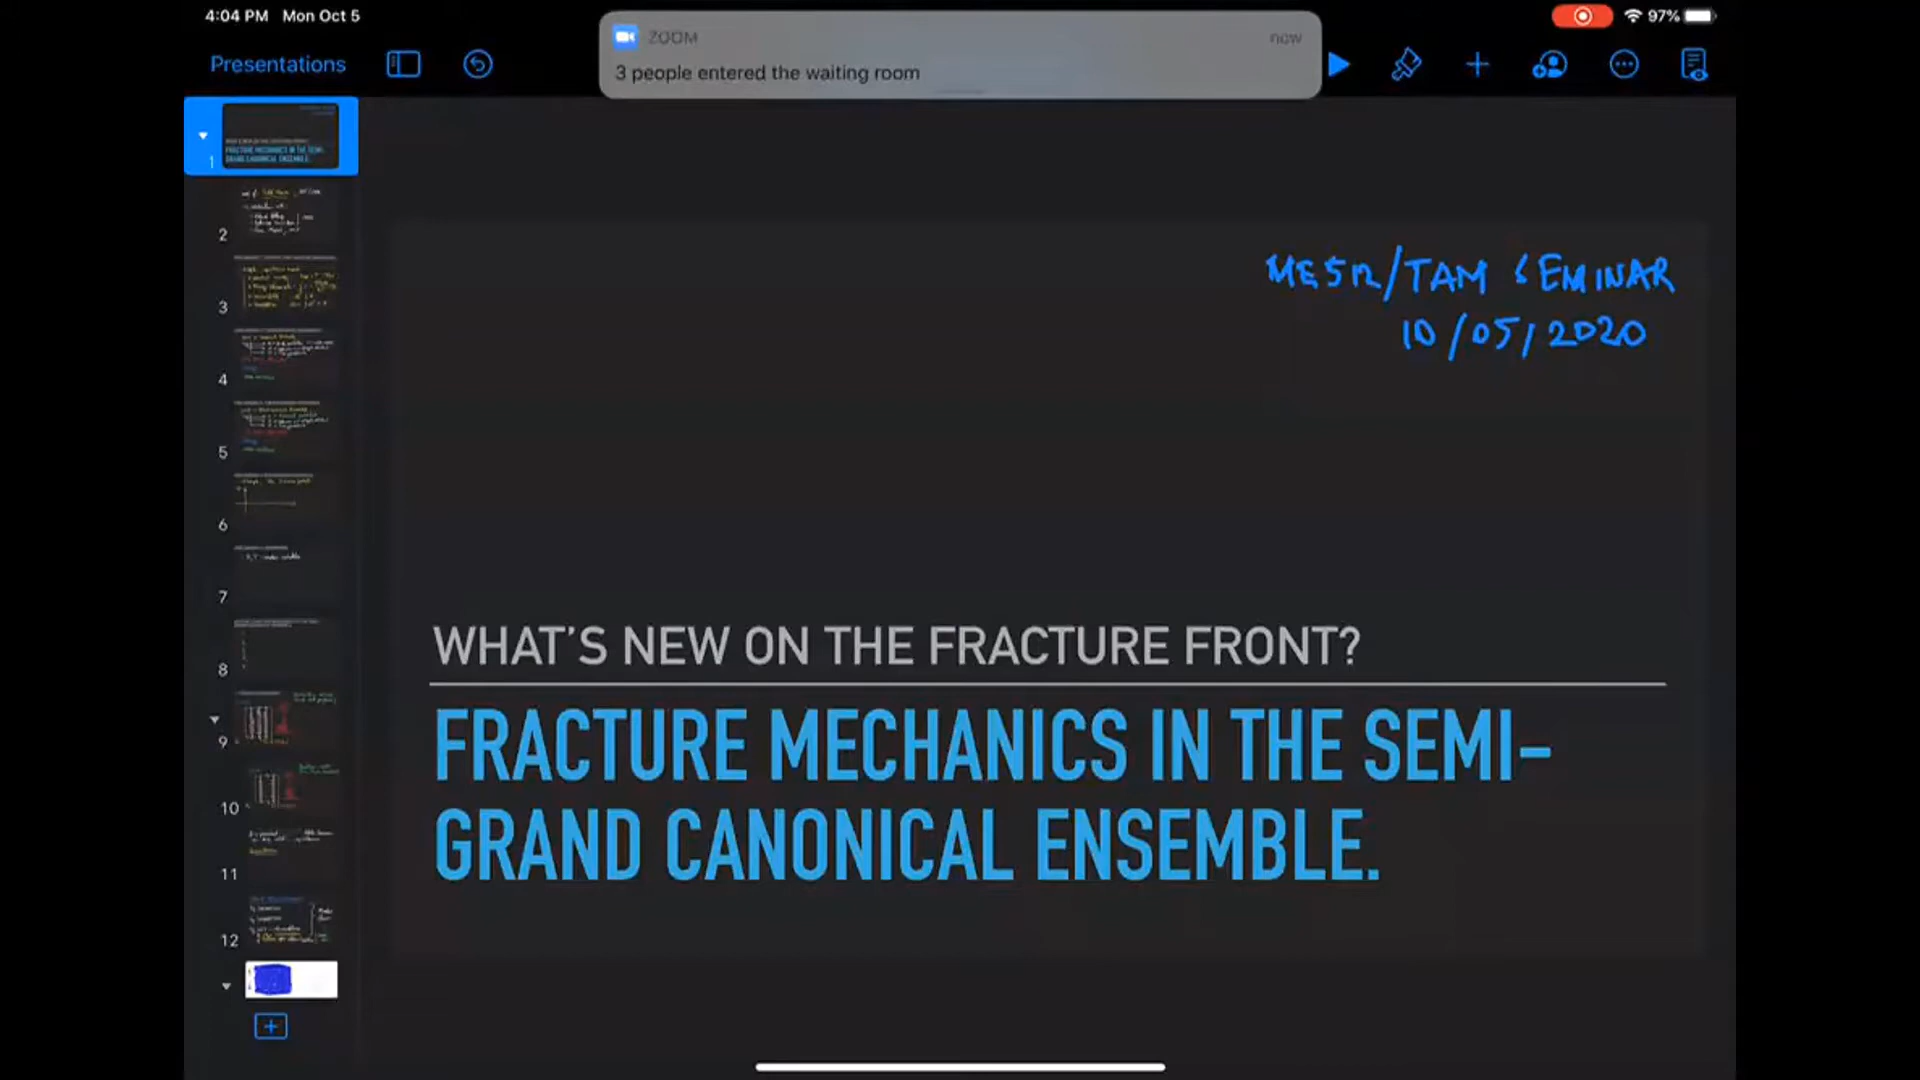 4:04 PM Mon Oct 5
97%
ZOOM
now
3 people entered the waiting room
Presentations
1
2
3
4
5
6
7
8
9
10
11
12
ME512/TAM SEMINAR
10/05/2020
WHAT'S NEW ON THE FRACTURE FRONT?
FRACTURE MECHANICS IN THE SEMI-
GRAND CANONICAL ENSEMBLE.